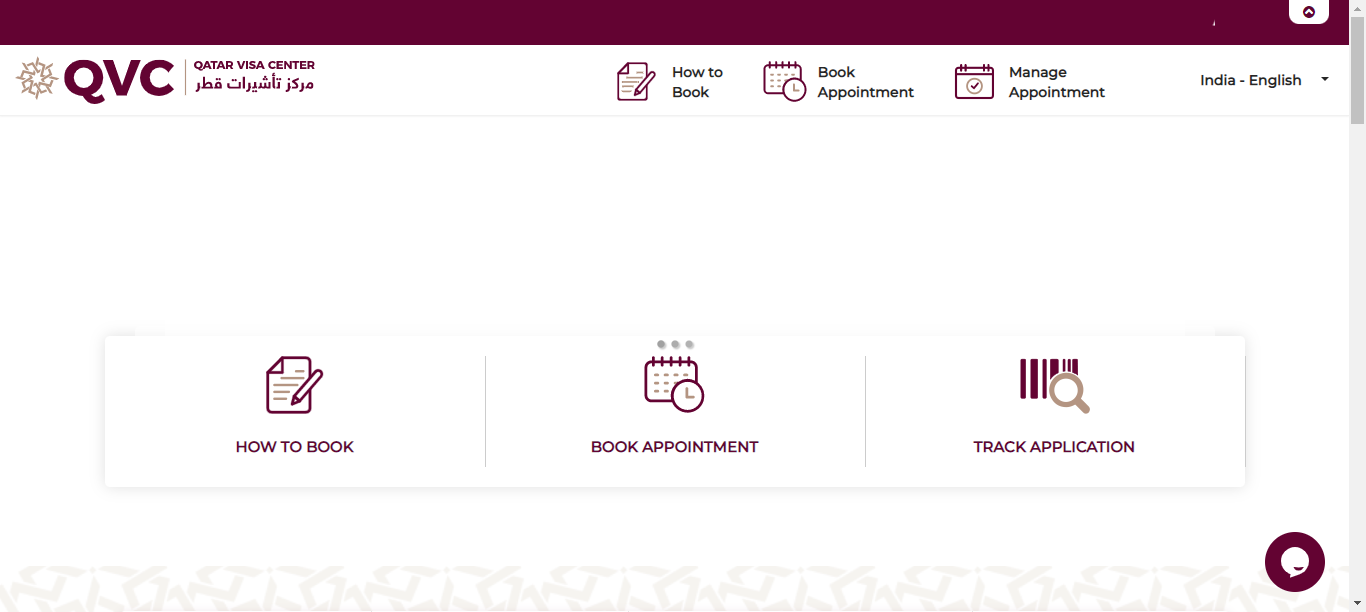 QVC
QATAR VISA CENTER
مركز تأشيرات قطر
How to
Book
Book
Appointment
Manage
Appointment
India - English
HOW TO BOOK
BOOK APPOINTMENT
TRACK APPLICATION